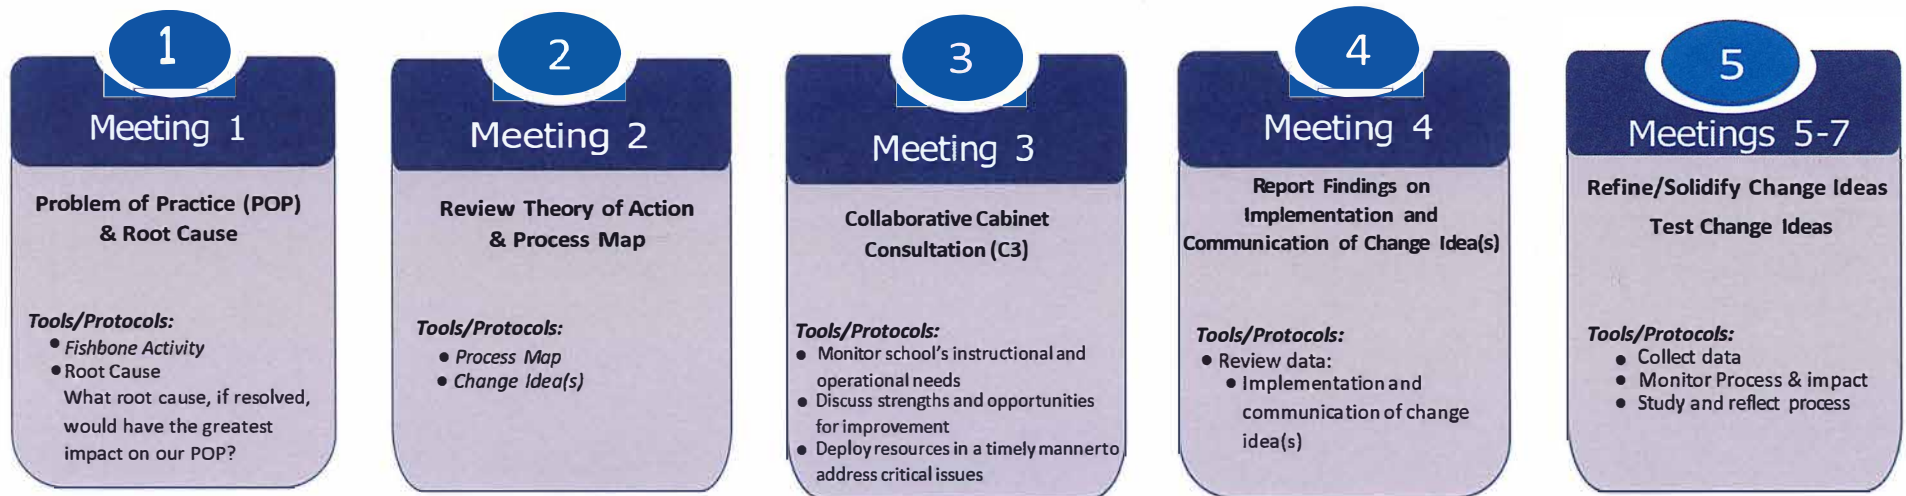 1
Meeting 1
Problem of Practice (POP)
& Root Cause
Tools/Protocols:
● Fishbone Activity
● Root Cause
What root cause, if resolved,
would have the greatest
impact on our POP?
2
Meeting 2
Review Theory of Action
& Process Map
Tools/Protocols:
● Process Map
● Change Idea(s)
3
Meeting 3
Collaborative Cabinet
Consultation (C3)
Tools/Protocols:
● Monitor school's instructional and
operational needs
● Discuss strengths and opportunities
for improvement
● Deploy resources in a timely manner to
address critical issues
4
Meeting 4
Report Findings on
Implementation and
Communication of Change Idea(s)
Tools/Protocols:
● Review data:
● Implementation and
communication of change
idea(s)
5
Meetings 5-7
Refine/Solidify Change Ideas
Test Change Ideas
Tools/Protocols:
● Collect data
● Monitor Process & impact
● Study and reflect process